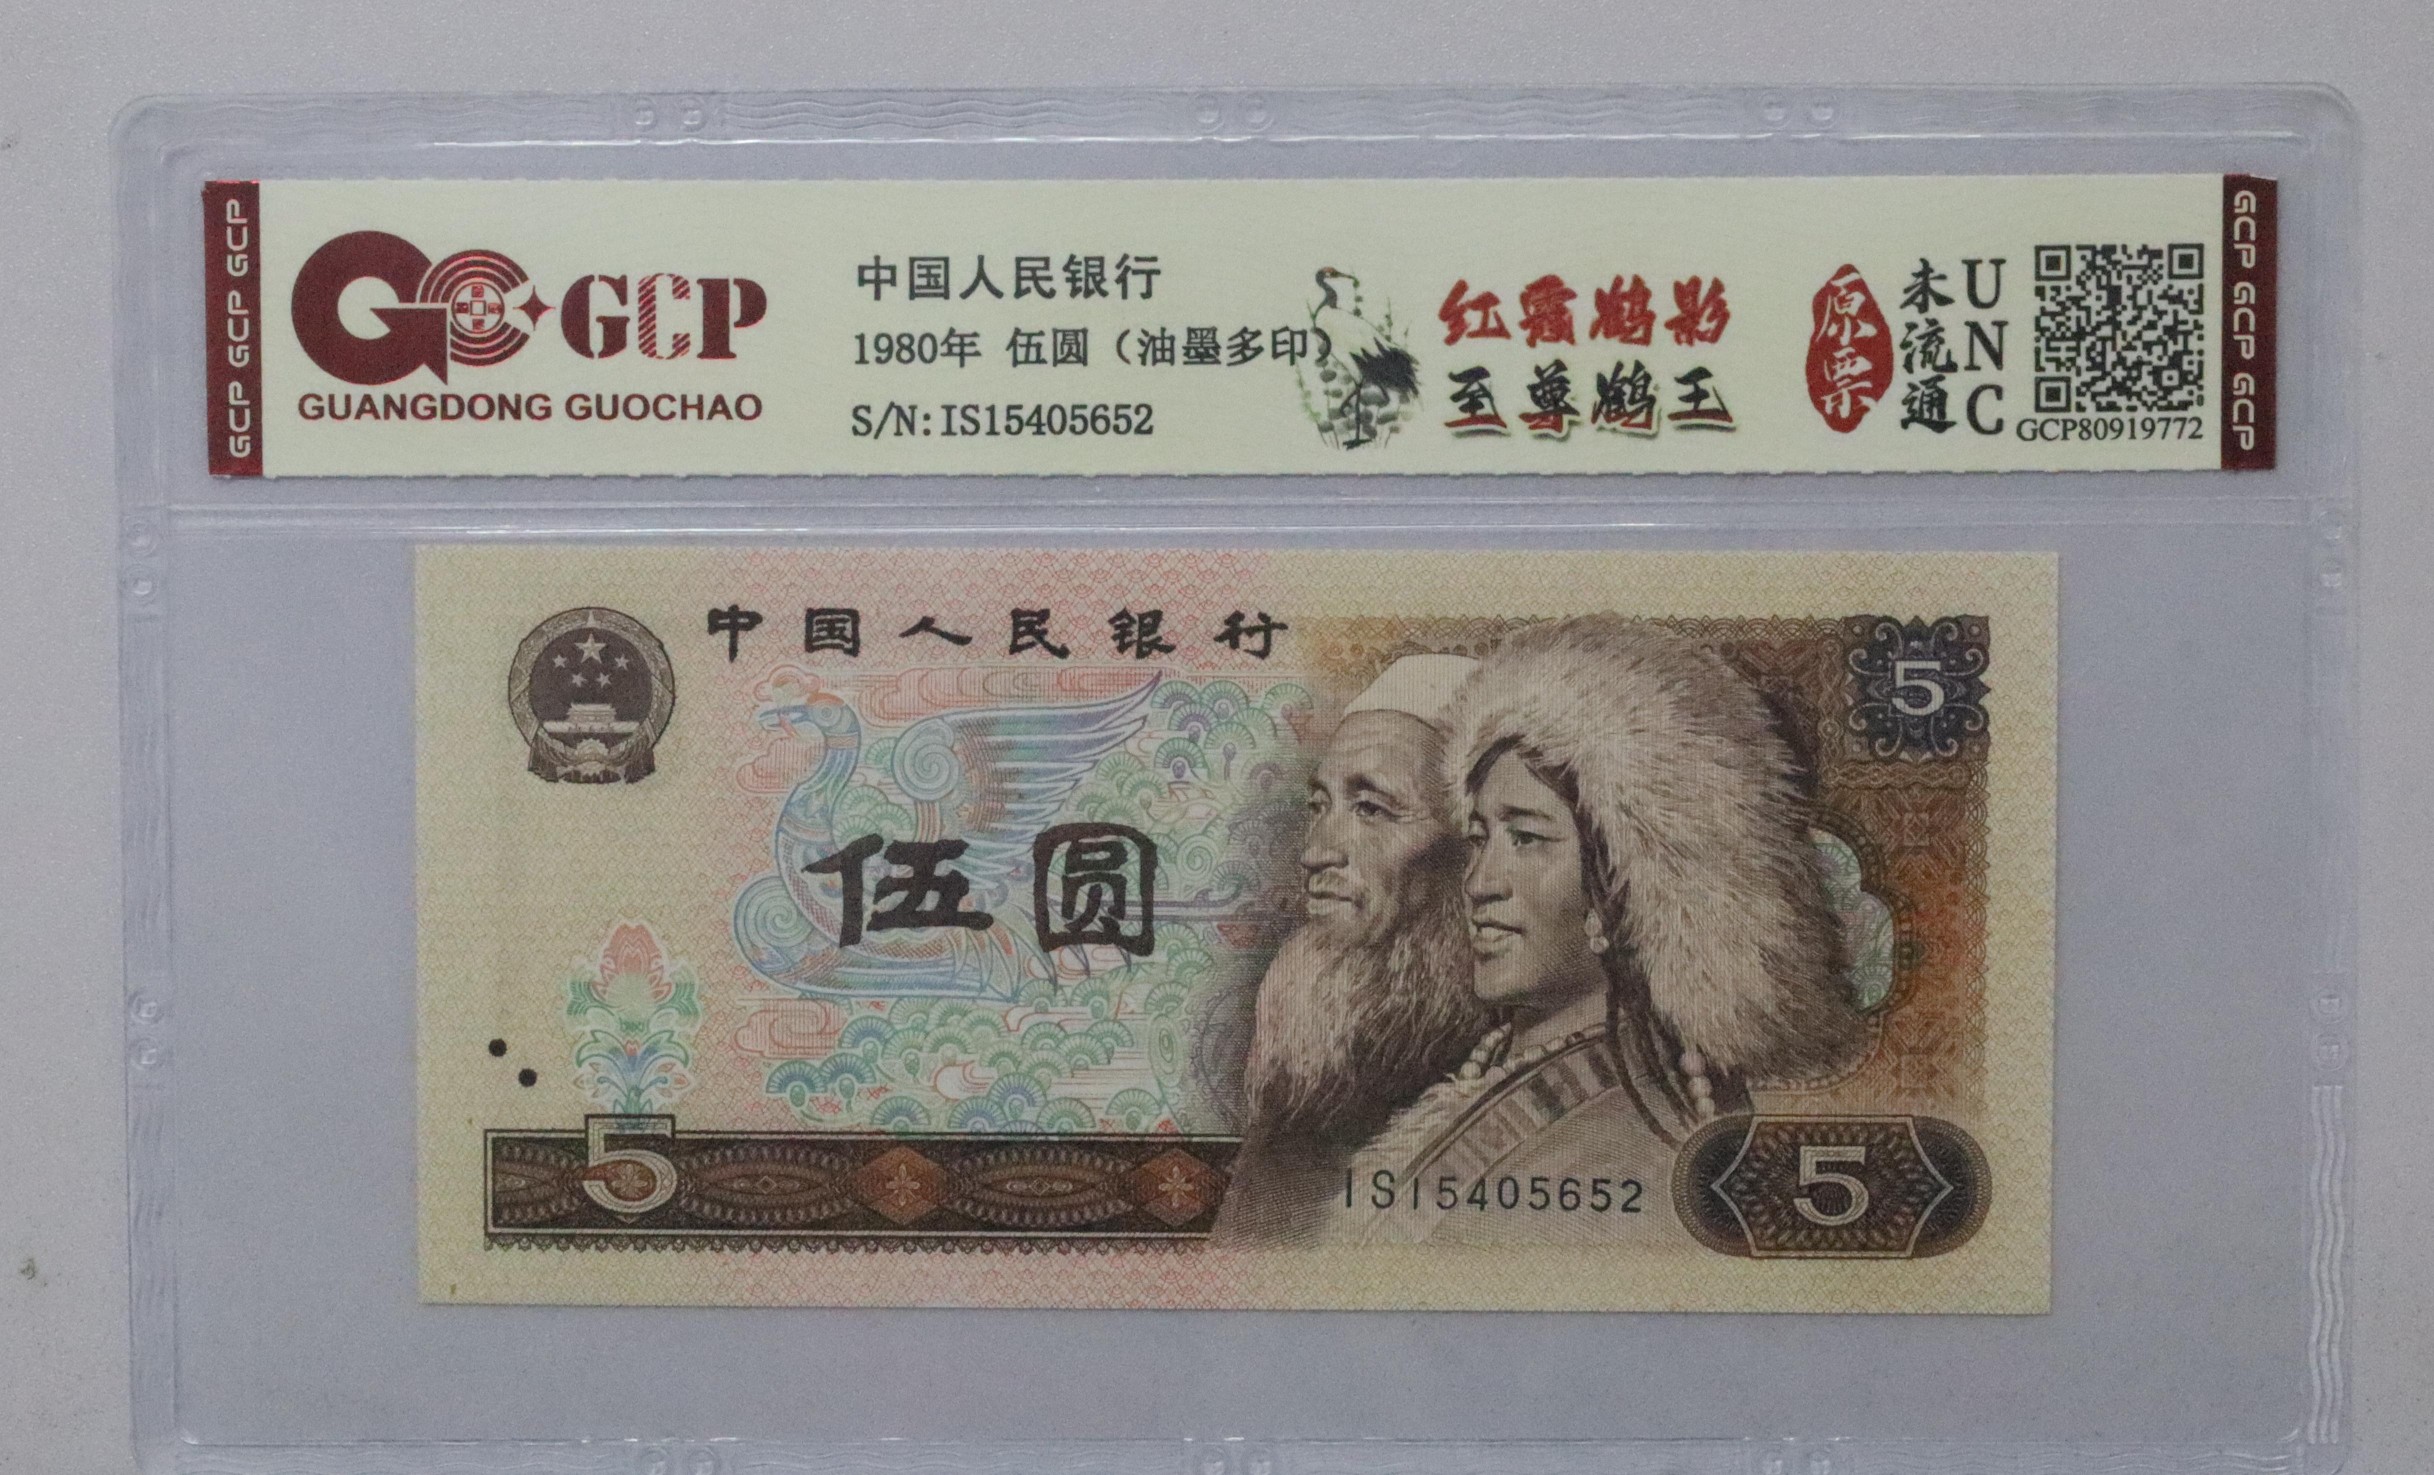 GCP GCP GCP
GCP
GUANGDONG GUOCHAO
中国人民银行
1980年 伍圆（油墨多印）
S/N: IS15405652
红霞鹤影
至尊鹤王
原票
未流通
UNC
GCP80919772
GCP GCP GCP
中国人民银行
5
伍圆
5
IS15405652
5